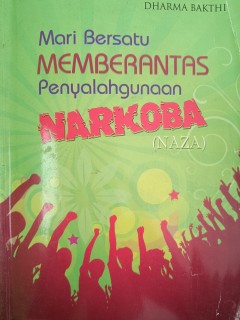 DHARMA BAKTHI
Mari Bersatu
MEMBERANTAS
Penyalahgunaan
NARKOBA
(NAZA)